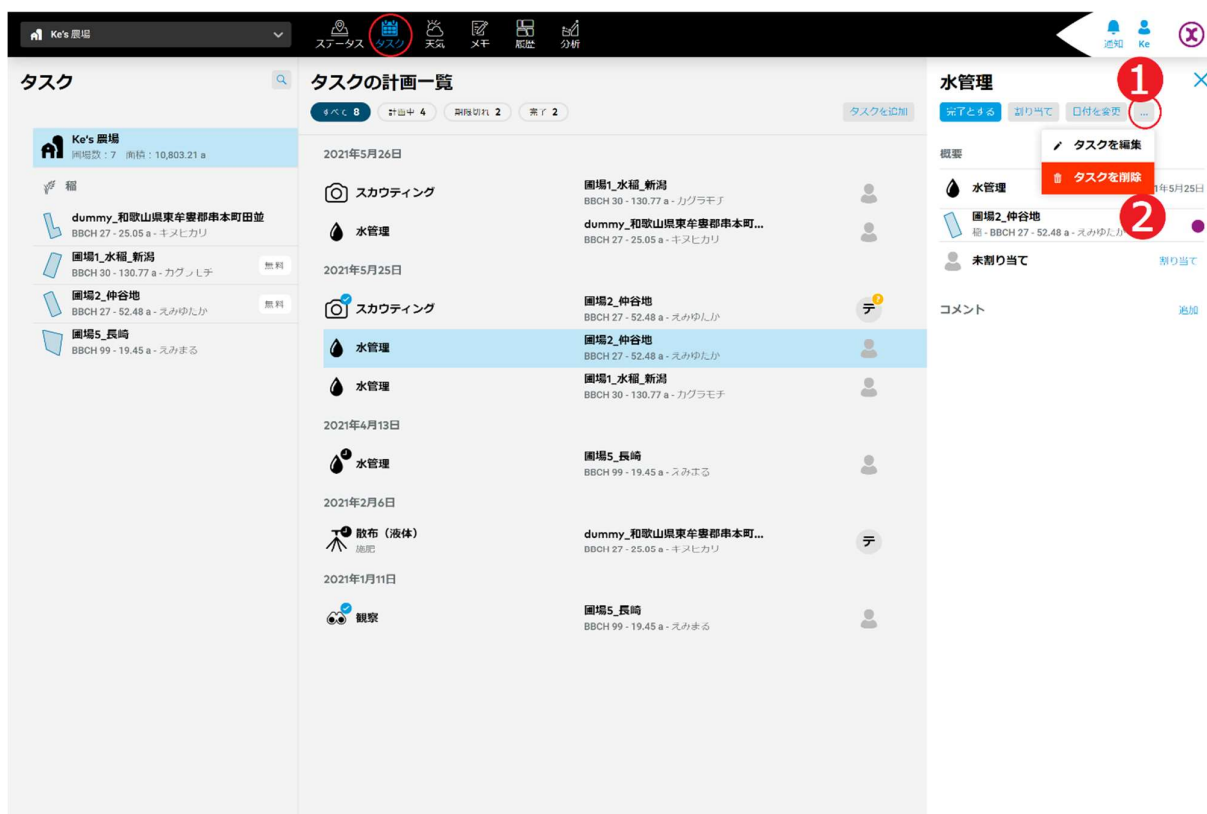 Ke's 農場
ステータス
タスク
天気
メモ
履歴
分析
通知
Ke
タスク
Ke's 農場
圃場数：7 面積：10,803.21 a
稲
dummy_和歌山県東牟婁郡串本町田並
BBCH 27 - 25.05 a - キヌヒカリ
圃場1_水稲_新潟
BBCH 30 - 130.77 a - カグラモチ
無料
圃場2_仲谷地
BBCH 27 - 52.48 a - えみゆたか
無料
圃場5_長崎
BBCH 99 - 19.45 a - えみまる
タスクの計画一覧
すべて 8
計画中 4
期限切れ 2
完了 2
タスクを追加
2021年5月26日
スカウティング
圃場1_水稲_新潟
BBCH 30 - 130.77 a - カグラモチ
水管理
dummy_和歌山県東牟婁郡串本町...
BBCH 27 - 25.05 a - キヌヒカリ
2021年5月25日
スカウティング
圃場2_仲谷地
BBCH 27 - 52.48 a - えみゆたか
テ
?
水管理
圃場2_仲谷地
BBCH 27 - 52.48 a - えみゆたか
水管理
圃場1_水稲_新潟
BBCH 30 - 130.77 a - カグラモチ
2021年4月13日
水管理
圃場5_長崎
BBCH 99 - 19.45 a - えみまる
2021年2月6日
散布（液体）
施肥
dummy_和歌山県東牟婁郡串本町...
BBCH 27 - 25.05 a - キヌヒカリ
テ
2021年1月11日
観察
圃場5_長崎
BBCH 99 - 19.45 a - えみまる
水管理
1
完了とする
割り当て
日付を変更
...
タスクを編集
タスクを削除
2
概要
水管理
1年5月25日
圃場2_仲谷地
稲 - BBCH 27 - 52.48 a - えみゆたか
未割り当て
割り当て
コメント
追加